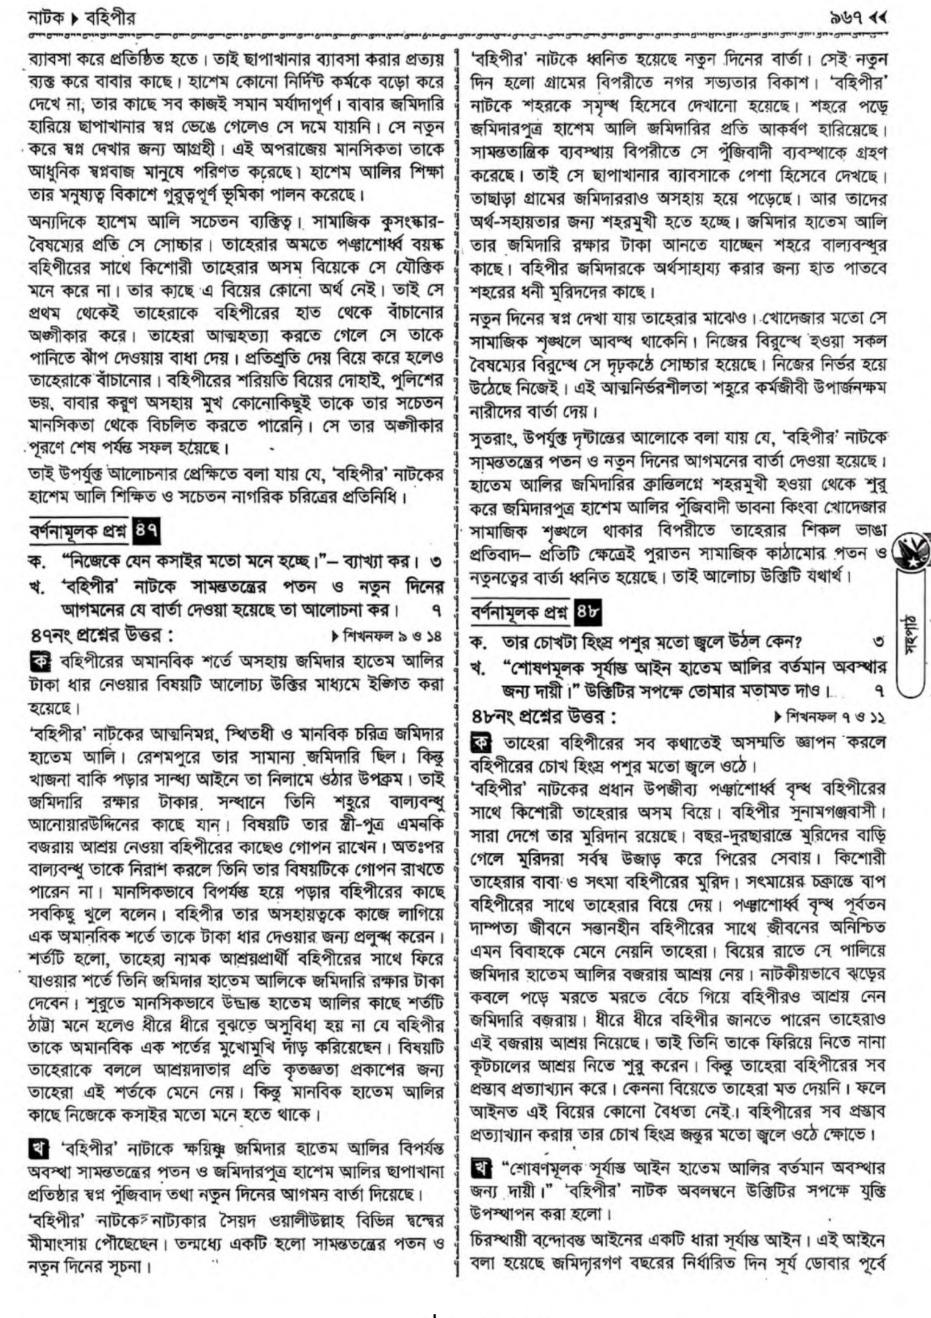 নাটক ▶ বহিপীর
৯৬৭ ◀◀
ব্যাবসা করে প্রতিষ্ঠিত হতে। তাই ছাপাখানার ব্যাবসা করার প্রত্যয়
ব্যক্ত করে বাবার কাছে। হাশেম কোনো নির্দিষ্ট কর্মকে বড়ো করে
দেখে না, তার কাছে সব কাজই সমান মর্যাদাপূর্ণ। বাবার জমিদারি
হারিয়ে ছাপাখানার স্বপ্ন ভেঙে গেলেও সে দমে যায়নি। সে নতুন
করে স্বপ্ন দেখার জন্য আগ্রহী। এই অপরাজেয় মানসিকতা তাকে
আধুনিক স্বপ্নবাজ মানুষে পরিণত করেছে। হাশেম আলির শিক্ষা
তার মনুষ্যত্ব বিকাশে গুরুত্বপূর্ণ ভূমিকা পালন করেছে।
অন্যদিকে হাশেম আলি সচেতন ব্যক্তিত্ব। সামাজিক কুসংস্কার-
বৈষম্যের প্রতি সে সোচ্চার। তাহেরার অমতে পঞ্চাশোর্ধ্ব বয়স্ক
বহিপীরের সাথে কিশোরী তাহেরার অসম বিয়েকে সে যৌক্তিক
মনে করে না। তার কাছে এ বিয়ের কোনো অর্থ নেই। তাই সে
প্রথম থেকেই তাহেরাকে বহিপীরের হাত থেকে বাঁচানোর
অঙ্গীকার করে। তাহেরা আত্মহত্যা করতে গেলে সে তাকে
পানিতে ঝাঁপ দেওয়ায় বাধা দেয়। প্রতিশ্রুতি দেয় বিয়ে করে হলেও
তাহেরাকে বাঁচানোর। বহিপীরের শরিয়তি বিয়ের দোহাই, পুলিশের
ভয়, বাবার করুণ অসহায় মুখ কোনোকিছুই তাকে তার সচেতন
মানসিকতা থেকে বিচলিত করতে পারেনি। সে তার অঙ্গীকার
পূরণে শেষ পর্যন্ত সফল হয়েছে।
তাই উপর্যুক্ত আলোচনার প্রেক্ষিতে বলা যায় যে, ‘বহিপীর’ নাটকের
হাশেম আলি শিক্ষিত ও সচেতন নাগরিক চরিত্রের প্রতিনিধি।
বর্ণনামূলক প্রশ্ন ৪৭
ক. “নিজেকে যেন কসাইর মতো মনে হচ্ছে।”– ব্যাখ্যা কর। ৩
খ. ‘বহিপীর’ নাটকে সামন্ততন্ত্রের পতন ও নতুন দিনের
আগমনের যে বার্তা দেওয়া হয়েছে তা আলোচনা কর। ৭
৪৭নং প্রশ্নের উত্তর : ▶ শিখনফল ৯ ও ১৪
ক বহিপীরের অমানবিক শর্তে অসহায় জমিদার হাতেম আলির
টাকা ধার নেওয়ার বিষয়টি আলোচ্য উক্তির মাধ্যমে ইঙ্গিত করা
হয়েছে।
‘বহিপীর’ নাটকের আত্মনিমগ্ন, স্থিতধী ও মানবিক চরিত্র জমিদার
হাতেম আলি। রেশমপুরে তার সামান্য জমিদারি ছিল। কিন্তু
খাজনা বাকি পড়ার সান্ধ্য আইনে তা নিলামে ওঠার উপক্রম। তাই
জমিদারি রক্ষার টাকার সন্ধানে তিনি শহুরে বাল্যবন্ধু
আনোয়ারউদ্দিনের কাছে যান। বিষয়টি তার স্ত্রী-পুত্র এমনকি
বজরায় আশ্রয় নেওয়া বহিপীরের কাছেও গোপন রাখেন। অতঃপর
বাল্যবন্ধু তাকে নিরাশ করলে তিনি তার বিষয়টিকে গোপন রাখতে
পারেন না। মানসিকভাবে বিপর্যস্ত হয়ে পড়ার বহিপীরের কাছে
সবকিছু খুলে বলেন। বহিপীর তার অসহায়ত্বকে কাজে লাগিয়ে
এক অমানবিক শর্তে তাকে টাকা ধার দেওয়ার জন্য প্রলুব্ধ করেন।
শর্তটি হলো, তাহেরা নামক আশ্রয়প্রার্থী বহিপীরের সাথে ফিরে
যাওয়ার শর্তে তিনি জমিদার হাতেম আলিকে জমিদারি রক্ষার টাকা
দেবেন। শুরুতে মানসিকভাবে উদ্ভ্রান্ত হাতেম আলির কাছে শর্তটি
ঠাট্টা মনে হলেও ধীরে ধীরে বুঝতে অসুবিধা হয় না যে বহিপীর
তাকে অমানবিক এক শর্তের মুখোমুখি দাঁড় করিয়েছেন। বিষয়টি
তাহেরাকে বললে আশ্রয়দাতার প্রতি কৃতজ্ঞতা প্রকাশের জন্য
তাহেরা এই শর্তকে মেনে নেয়। কিন্তু মানবিক হাতেম আলির
কাছে নিজেকে কসাইর মতো মনে হতে থাকে।
খ ‘বহিপীর’ নাটাকে ক্ষয়িষ্ণু জমিদার হাতেম আলির বিপর্যস্ত
অবস্থা সামন্ততন্ত্রের পতন ও জমিদারপুত্র হাশেম আলির ছাপাখানা
প্রতিষ্ঠার স্বপ্ন পুঁজিবাদ তথা নতুন দিনের আগমন বার্তা দিয়েছে।
‘বহিপীর’ নাটকে নাট্যকার সৈয়দ ওয়ালীউল্লাহ বিভিন্ন দ্বন্দ্বের
মীমাংসায় পৌছেছেন। তন্মধ্যে একটি হলো সামন্ততন্ত্রের পতন ও
নতুন দিনের সূচনা।
‘বহিপীর’ নাটকে ধ্বনিত হয়েছে নতুন দিনের বার্তা। সেই নতুন
দিন হলো গ্রামের বিপরীতে নগর সভ্যতার বিকাশ। ‘বহিপীর’
নাটকে শহরকে সমৃদ্ধ হিসেবে দেখানো হয়েছে। শহরে পড়ে
জমিদারপুত্র হাশেম আলি জমিদারির প্রতি আকর্ষণ হারিয়েছে।
সামন্ততান্ত্রিক ব্যবস্থায় বিপরীতে সে পুঁজিবাদী ব্যবস্থাকে গ্রহণ
করেছে। তাই সে ছাপাখানার ব্যাবসাকে পেশা হিসেবে দেখছে।
তাছাড়া গ্রামের জমিদাররাও অসহায় হয়ে পড়েছে। আর তাদের
অর্থ-সহায়তার জন্য শহরমুখী হতে হচ্ছে। জমিদার হাতেম আলি
তার জমিদারি রক্ষার টাকা আনতে যাচ্ছেন শহরে বাল্যবন্ধুর
কাছে। বহিপীর জমিদারকে অর্থসাহায্য করার জন্য হাত পাতবে
শহরের ধনী মুরিদদের কাছে।
নতুন দিনের স্বপ্ন দেখা যায় তাহেরার মাঝেও। খোদেজার মতো সে
সামাজিক শৃঙ্খলে আবদ্ধ থাকেনি। নিজের বিরুদ্ধে হওয়া সকল
বৈষম্যের বিরুদ্ধে সে দৃঢ়কণ্ঠে সোচ্চার হয়েছে। নিজের নির্ভর হয়ে
উঠেছে নিজেই। এই আত্মনির্ভরশীলতা শহুরে কর্মজীবী উপার্জনক্ষম
নারীদের বার্তা দেয়।
সুতরাং, উপর্যুক্ত দৃষ্টান্তের আলোকে বলা যায় যে, ‘বহিপীর’ নাটকে
সামন্ততন্ত্রের পতন ও নতুন দিনের আগমনের বার্তা দেওয়া হয়েছে।
হাতেম আলির জমিদারির ক্রান্তিলগ্নে শহরমুখী হওয়া থেকে শুরু
করে জমিদারপুত্র হাশেম আলির পুঁজিবাদী ভাবনা কিংবা খোদেজার
সামাজিক শৃঙ্খলে থাকার বিপরীতে তাহেরার শিকল ভাঙা
প্রতিবাদ– প্রতিটি ক্ষেত্রেই পুরাতন সামাজিক কাঠামোর পতন ও
নতুনত্বের বার্তা ধ্বনিত হয়েছে। তাই আলোচ্য উক্তিটি যথার্থ।
বর্ণনামূলক প্রশ্ন ৪৮
ক. তার চোখটা হিংস্র পশুর মতো জ্বলে উঠল কেন? ৩
খ. “শোষণমূলক সূর্যাস্ত আইন হাতেম আলির বর্তমান অবস্থার
জন্য দায়ী।” উক্তিটির সপক্ষে তোমার মতামত দাও। ৭
৪৮নং প্রশ্নের উত্তর : ▶ শিখনফল ৭ ও ১১
ক তাহেরা বহিপীরের সব কথাতেই অসম্মতি জ্ঞাপন করলে
বহিপীরের চোখ হিংস্র পশুর মতো জ্বলে ওঠে।
‘বহিপীর’ নাটকের প্রধান উপজীব্য পঞ্চাশোর্ধ্ব বৃদ্ধ বহিপীরের
সাথে কিশোরী তাহেরার অসম বিয়ে। বহিপীর সুনামগঞ্জবাসী।
সারা দেশে তার মুরিদান রয়েছে। বছর-দুরছারান্তে মুরিদের বাড়ি
গেলে মুরিদরা সর্বস্ব উজাড় করে পিরের সেবায়। কিশোরী
তাহেরার বাবা ও সৎমা বহিপীরের মুরিদ। সৎমায়ের চক্রান্তে বাপ
বহিপীরের সাথে তাহেরার বিয়ে দেয়। পঞ্চাশোর্ধ্ব বৃদ্ধ পূর্বতন
দাম্পত্য জীবনে সন্তানহীন বহিপীরের সাথে জীবনের অনিশ্চিত
এমন বিবাহকে মেনে নেয়নি তাহেরা। বিয়ের রাতে সে পালিয়ে
জমিদার হাতেম আলির বজরায় আশ্রয় নেয়। নাটকীয়ভাবে ঝড়ের
কবলে পড়ে মরতে মরতে বেঁচে গিয়ে বহিপীরও আশ্রয় নেন
জমিদারি বজরায়। ধীরে ধীরে বহিপীর জানতে পারেন তাহেরাও
এই বজরায় আশ্রয় নিয়েছে। তাই তিনি তাকে ফিরিয়ে নিতে নানা
কূটচালের আশ্রয় নিতে শুরু করেন। কিন্তু তাহেরা বহিপীরের সব
প্রস্তাব প্রত্যাখ্যান করে। কেননা বিয়েতে তাহেরা মত দেয়নি। ফলে
আইনত এই বিয়ের কোনো বৈধতা নেই। বহিপীরের সব প্রস্তাব
প্রত্যাখ্যান করার তার চোখ হিংস্র জন্তুর মতো জ্বলে ওঠে ক্ষোভে।
খ “শোষণমূলক সূর্যাস্ত আইন হাতেম আলির বর্তমান অবস্থার
জন্য দায়ী।” ‘বহিপীর’ নাটক অবলম্বনে উক্তিটির সপক্ষে যুক্তি
উপস্থাপন করা হলো।
চিরস্থায়ী বন্দোবস্ত আইনের একটি ধারা সূর্যাস্ত আইন। এই আইনে
বলা হয়েছে জমিদারগণ বছরের নির্ধারিত দিন সূর্য ডোবার পূর্বে
সহপাঠ